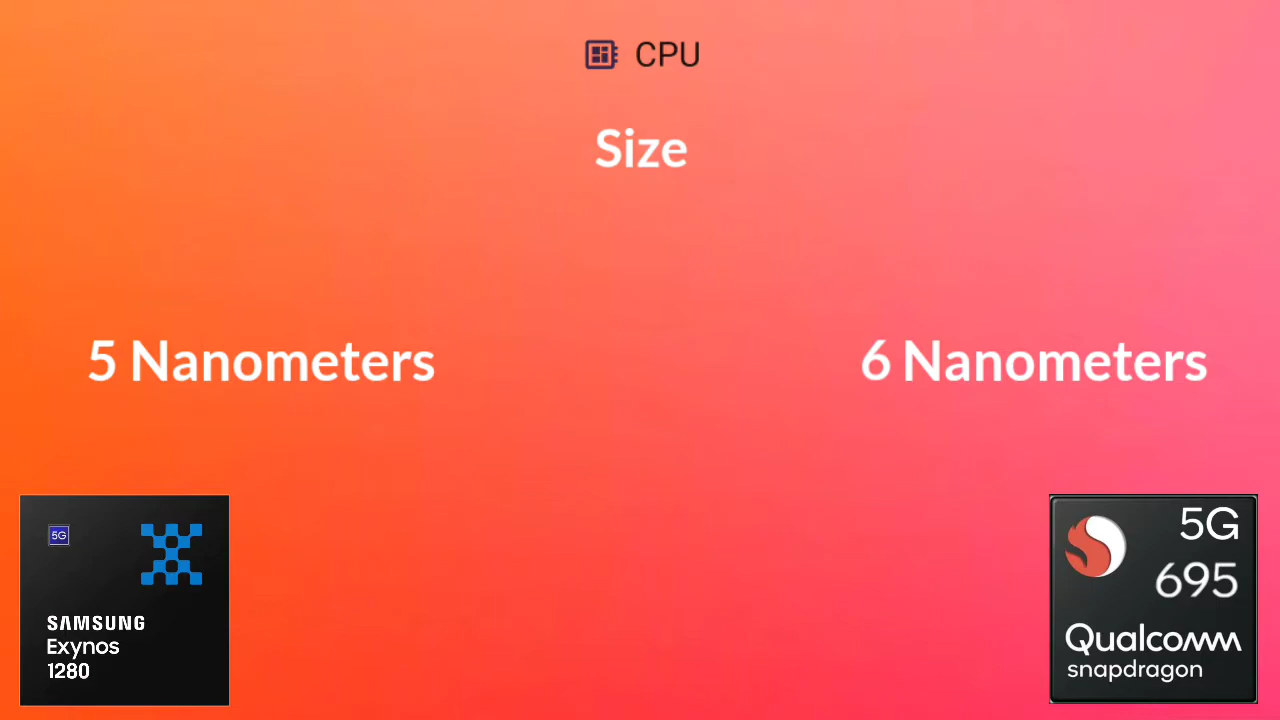 CPU
Size
5 Nanometers
6 Nanometers
5G
SAMSUNG
Exynos
1280
5G
695
Qualcomm
snapdragon